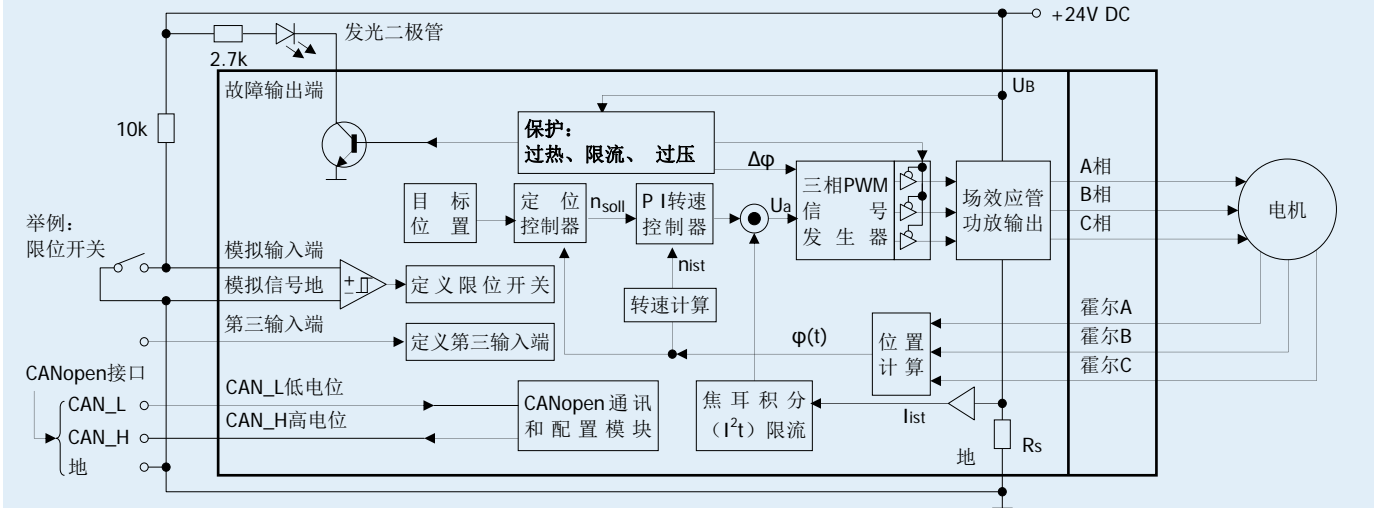 +24V DC
发光二极管
2.7k
故障输出端
UB
10k
保护：
过热、限流、过压
Δφ
A相
B相
C相
三相PWM
信号
发生器
场效应管
功放输出
电机
目标
位置
定位
控制器
nsoll
PI转速
控制器
Ua
举例：
限位开关
模拟输入端
模拟信号地
+
−
定义限位开关
nist
转速计算
第三输入端
定义第三输入端
φ(t)
位置
计算
霍尔A
霍尔B
霍尔C
CANopen接口
CAN_L
CAN_H
地
CAN_L低电位
CAN_H高电位
CANopen通讯
和配置模块
焦耳积分
（I²t）限流
Iist
地
Rs